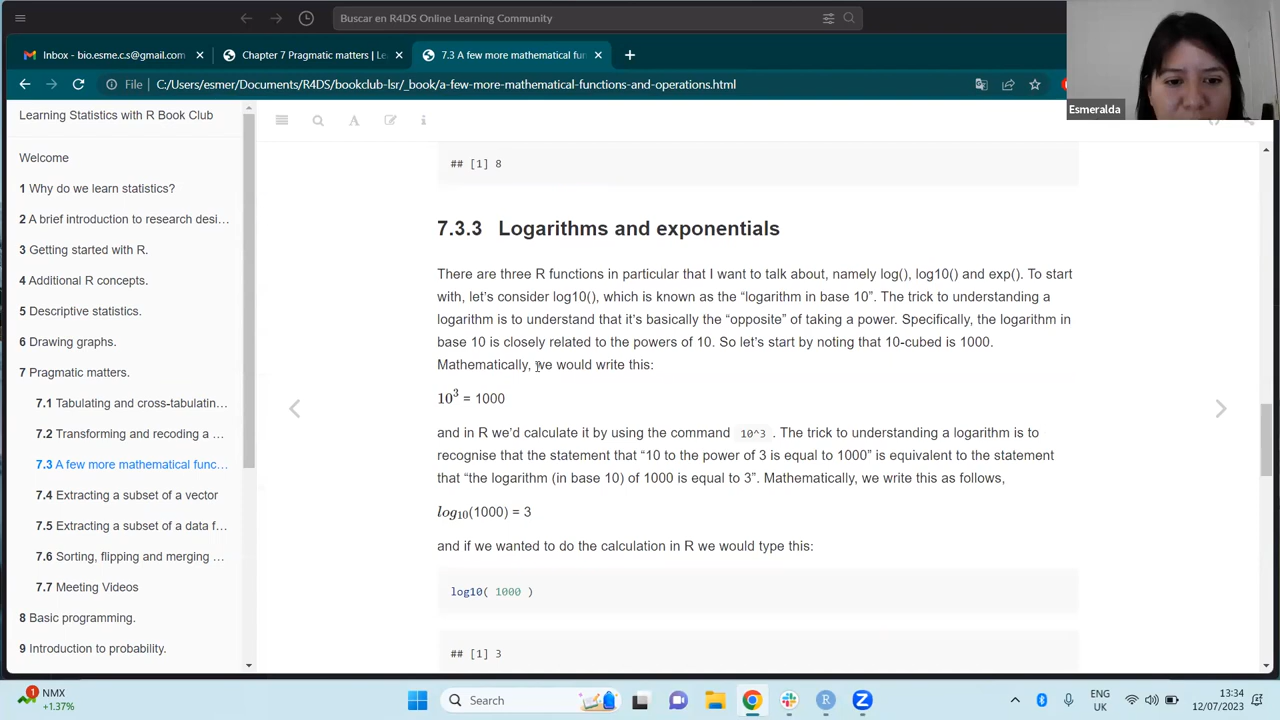 Buscar en R4DS Online Learning Community
Inbox - bio.esme.c.s@gmail.com
Chapter 7 Pragmatic matters | Le
7.3 A few more mathematical fun
File
C:/Users/esmer/Documents/R4DS/bookclub-lsr/_book/a-few-more-mathematical-functions-and-operations.html
Esmeralda
Learning Statistics with R Book Club
Welcome
1 Why do we learn statistics?
2 A brief introduction to research desi...
3 Getting started with R.
4 Additional R concepts.
5 Descriptive statistics.
6 Drawing graphs.
7 Pragmatic matters.
7.1 Tabulating and cross-tabulatin...
7.2 Transforming and recoding a ...
7.3 A few more mathematical func...
7.4 Extracting a subset of a vector
7.5 Extracting a subset of a data f...
7.6 Sorting, flipping and merging ...
7.7 Meeting Videos
8 Basic programming.
9 Introduction to probability.
## [1] 8
7.3.3 Logarithms and exponentials
There are three R functions in particular that I want to talk about, namely log(), log10() and exp(). To start
with, let's consider log10(), which is known as the “logarithm in base 10”. The trick to understanding a
logarithm is to understand that it's basically the “opposite” of taking a power. Specifically, the logarithm in
base 10 is closely related to the powers of 10. So let's start by noting that 10-cubed is 1000.
Mathematically, we would write this:
10³ = 1000
and in R we'd calculate it by using the command 10^3 . The trick to understanding a logarithm is to
recognise that the statement that “10 to the power of 3 is equal to 1000” is equivalent to the statement
that “the logarithm (in base 10) of 1000 is equal to 3”. Mathematically, we write this as follows,
log₁₀(1000) = 3
and if we wanted to do the calculation in R we would type this:
log10( 1000 )
## [1] 3
1
NMX
+1.37%
Search
ENG
UK
13:34
12/07/2023